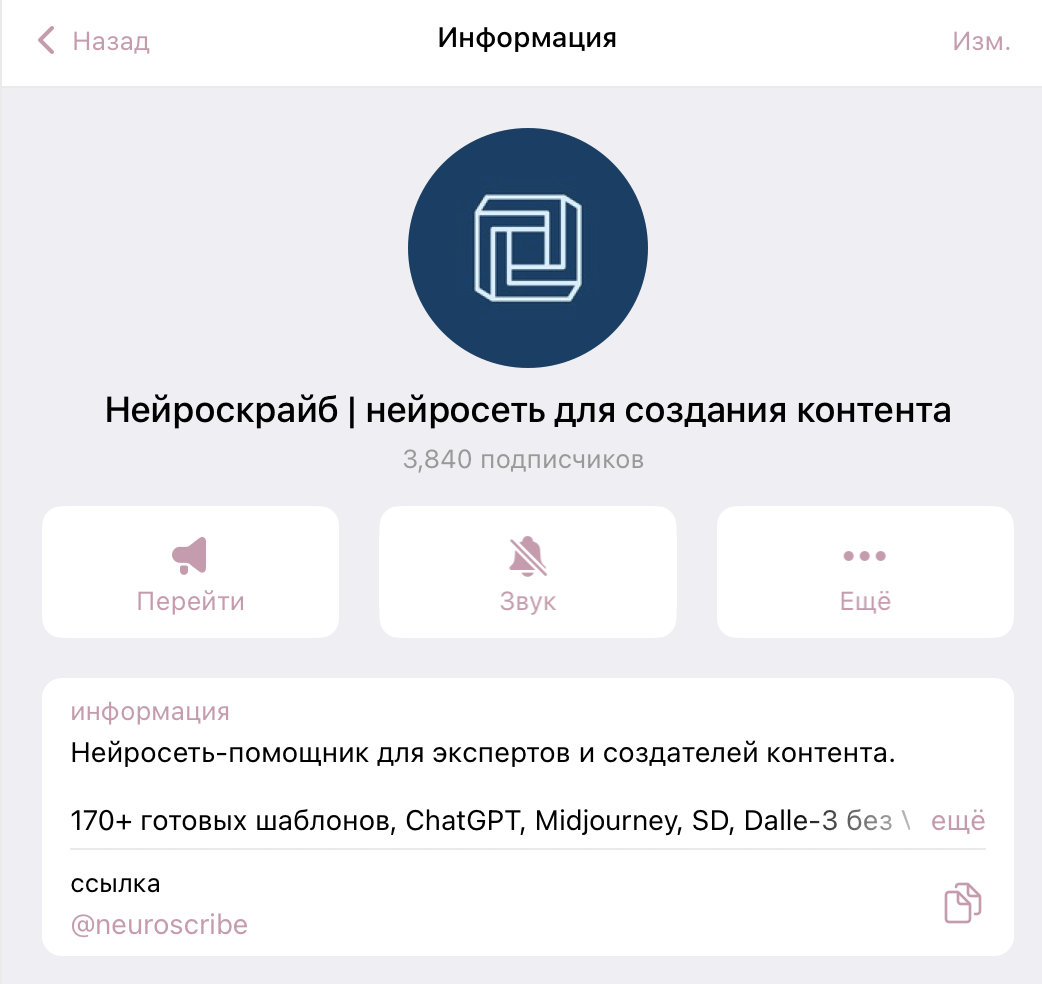 Назад
Информация
Изм.
Нейроскрайб | нейросеть для создания контента
3,840 подписчиков
Перейти
Звук
Ещё
информация
Нейросеть-помощник для экспертов и создателей контента.
170+ готовых шаблонов, ChatGPT, Midjourney, SD, Dalle-3 без ещё
ссылка
@neuroscribe